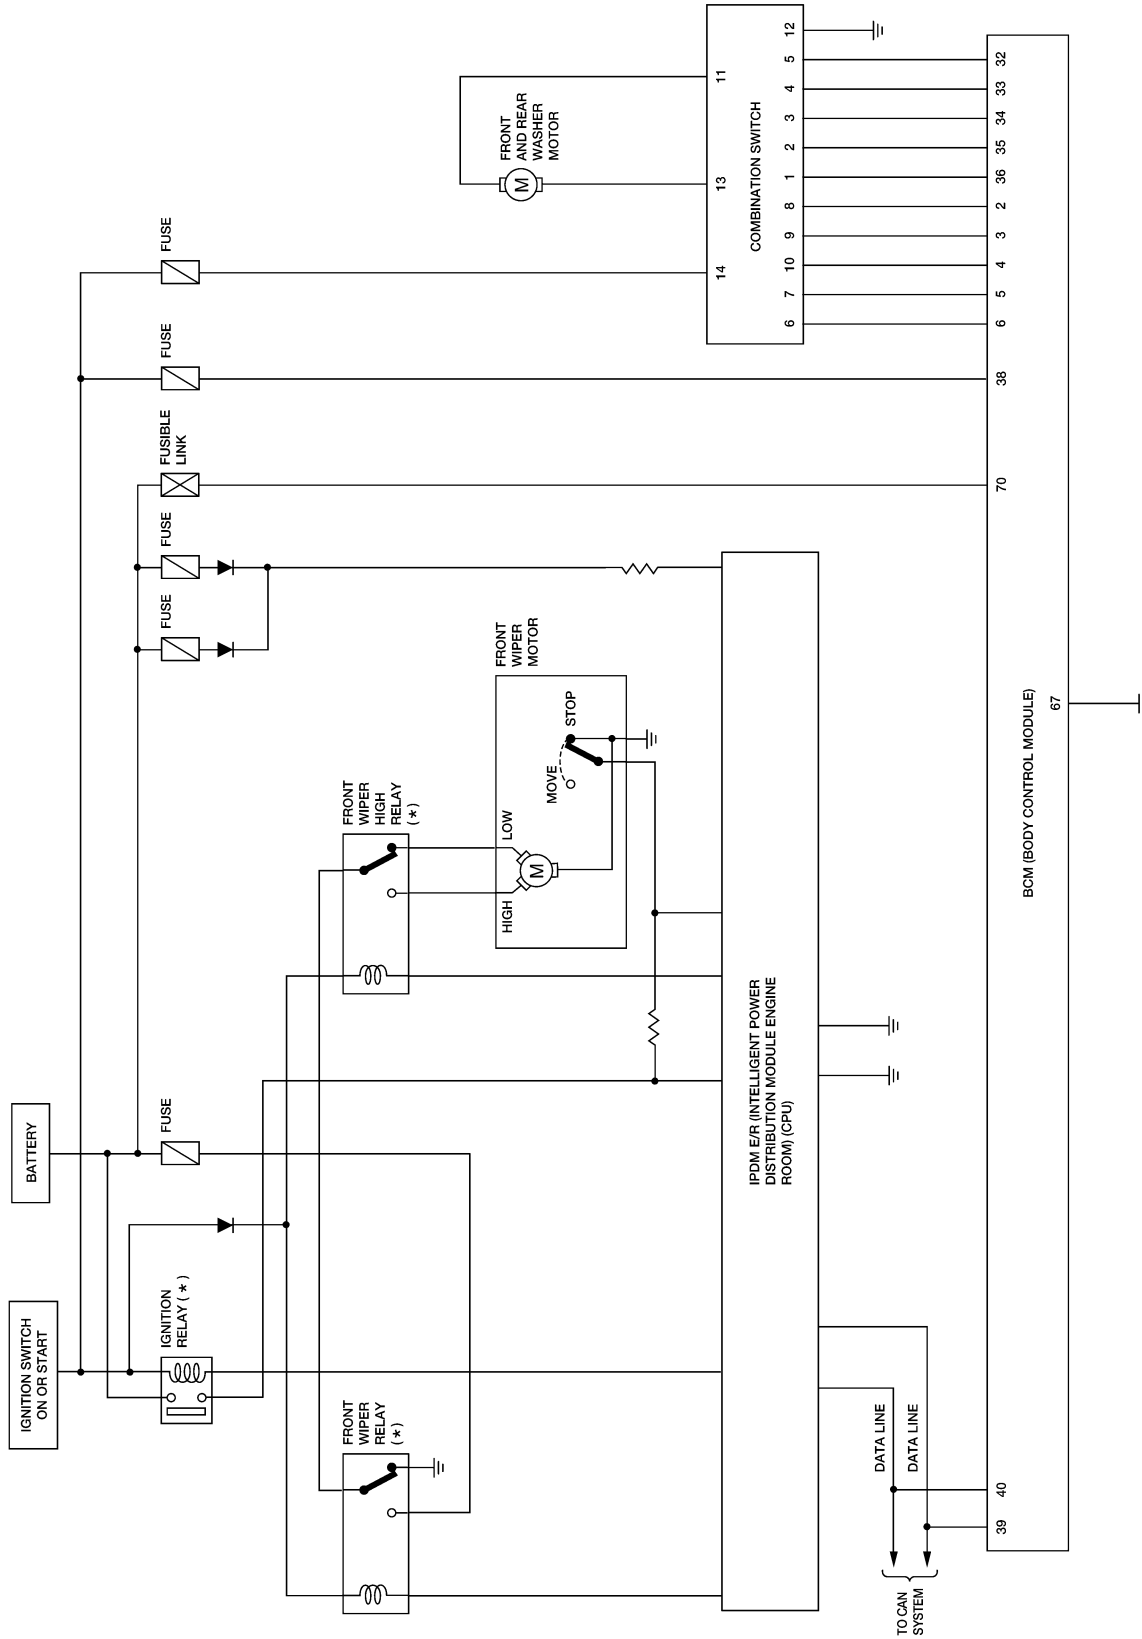 IGNITION SWITCH
ON OR START
BATTERY
IGNITION
RELAY (*)
FUSE
FUSE
FUSE
FUSIBLE
LINK
FUSE
FUSE
FRONT
WIPER
RELAY
(*)
FRONT
WIPER
HIGH
RELAY
(*)
FRONT
WIPER
MOTOR
HIGH
LOW
M
MOVE
STOP
FRONT
AND REAR
WASHER
MOTOR
M
14
13
11
COMBINATION SWITCH
6
7
10
9
8
1
2
3
4
5
12
IPDM E/R (INTELLIGENT POWER
DISTRIBUTION MODULE ENGINE
ROOM) (CPU)
DATA LINE
DATA LINE
TO CAN
SYSTEM
39
40
70
38
6
5
4
3
2
36
35
34
33
32
BCM (BODY CONTROL MODULE)
67